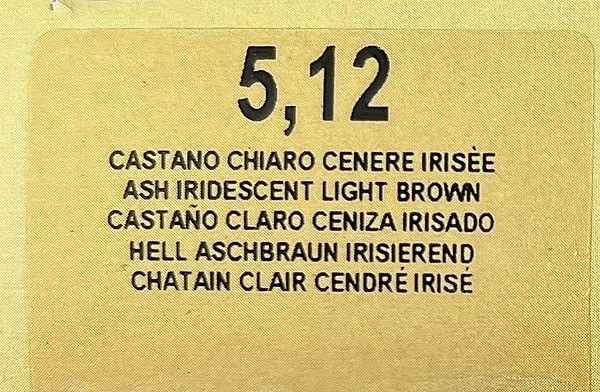 5,12
CASTANO CHIARO CENERE IRISÈE
ASH IRIDESCENT LIGHT BROWN
CASTAÑO CLARO CENIZA IRISADO
HELL ASCHBRAUN IRISIEREND
CHATAIN CLAIR CENDRÉ IRISÉ